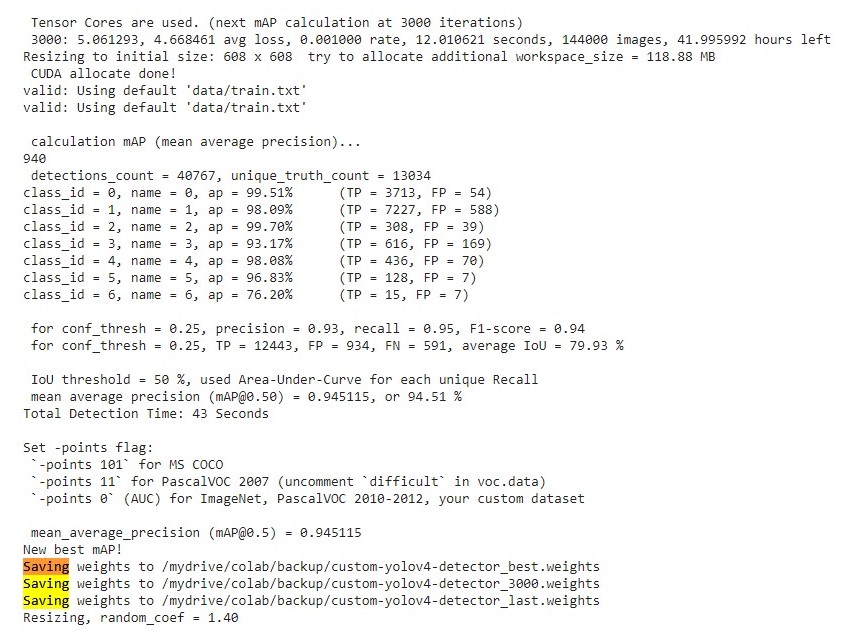 Tensor Cores are used. (next mAP calculation at 3000 iterations)
3000: 5.061293, 4.668461 avg loss, 0.001000 rate, 12.010621 seconds, 144000 images, 41.995992 hours left
Resizing to initial size: 608 x 608  try to allocate additional workspace_size = 118.88 MB
CUDA allocate done!
valid: Using default 'data/train.txt'
valid: Using default 'data/train.txt'
calculation mAP (mean average precision)...
940
detections_count = 40767, unique_truth_count = 13034
class_id = 0, name = 0, ap = 99.51%      (TP = 3713, FP = 54)
class_id = 1, name = 1, ap = 98.09%      (TP = 7227, FP = 588)
class_id = 2, name = 2, ap = 99.70%      (TP = 308, FP = 39)
class_id = 3, name = 3, ap = 93.17%      (TP = 616, FP = 169)
class_id = 4, name = 4, ap = 98.08%      (TP = 436, FP = 70)
class_id = 5, name = 5, ap = 96.83%      (TP = 128, FP = 7)
class_id = 6, name = 6, ap = 76.20%      (TP = 15, FP = 7)
for conf_thresh = 0.25, precision = 0.93, recall = 0.95, F1-score = 0.94
for conf_thresh = 0.25, TP = 12443, FP = 934, FN = 591, average IoU = 79.93 %
IoU threshold = 50 %, used Area-Under-Curve for each unique Recall
mean average precision (mAP@0.50) = 0.945115, or 94.51 %
Total Detection Time: 43 Seconds
Set -points flag:
`-points 101` for MS COCO
`-points 11` for PascalVOC 2007 (uncomment `difficult` in voc.data)
`-points 0` (AUC) for ImageNet, PascalVOC 2010-2012, your custom dataset
mean_average_precision (mAP@0.5) = 0.945115
New best mAP!
Saving weights to /mydrive/colab/backup/custom-yolov4-detector_best.weights
Saving weights to /mydrive/colab/backup/custom-yolov4-detector_3000.weights
Saving weights to /mydrive/colab/backup/custom-yolov4-detector_last.weights
Resizing, random_coef = 1.40